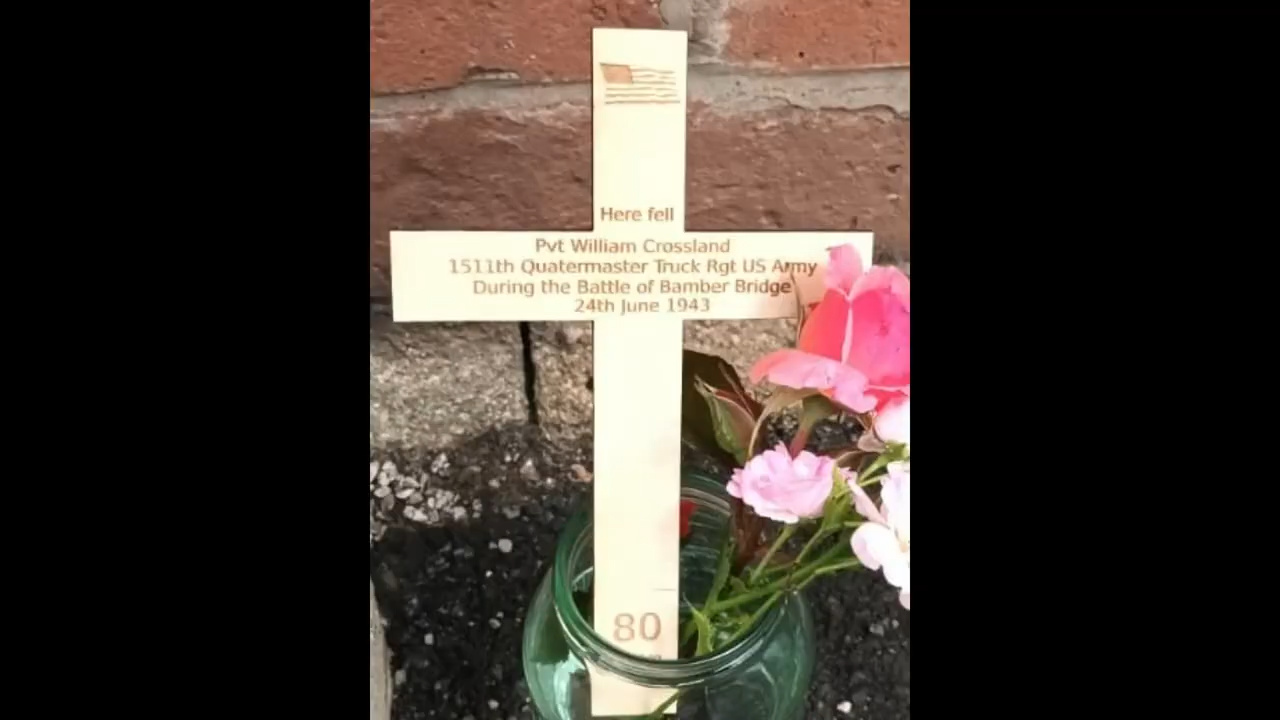 Here fell
Pvt William Crossland
1511th Quatermaster Truck Rgt US Army
During the Battle of Bamber Bridge
24th June 1943
80